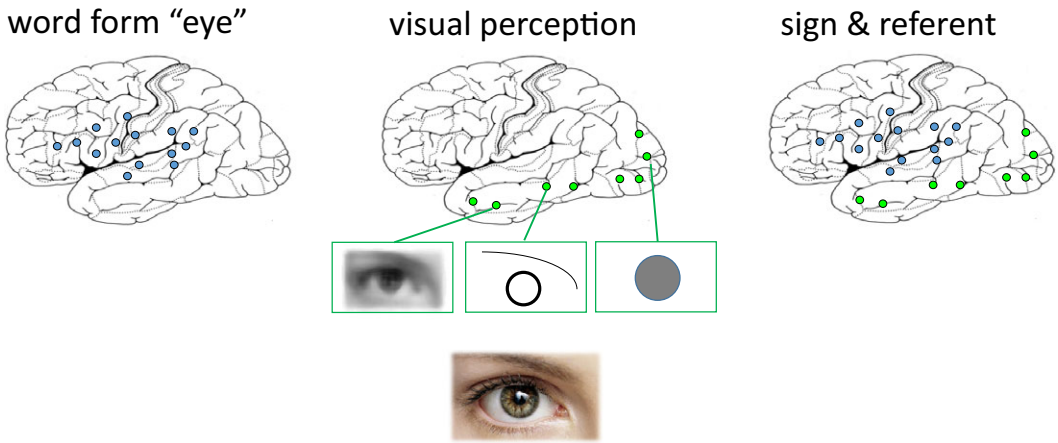 word form “eye”
visual perception
sign & referent